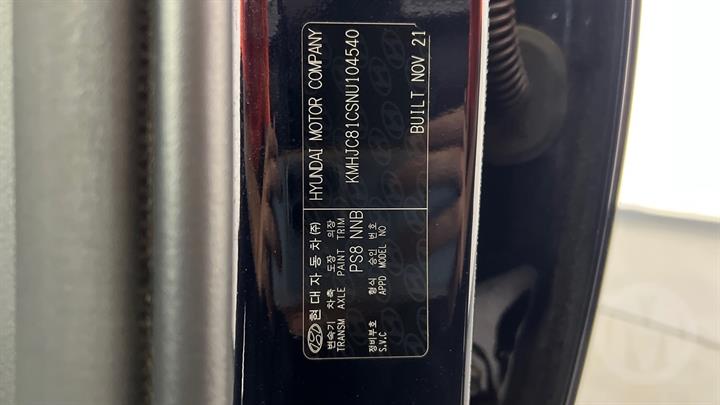 현대자동차(주) HYUNDAI MOTOR COMPANY
변속기 차축 도장 의장
TRANSM AXLE PAINT TRIM
PS8 NNB KMHJC81CSNU104540
형식 승인 번호
APPD MODEL NO
정비부호
S.V.C
BUILT NOV 21